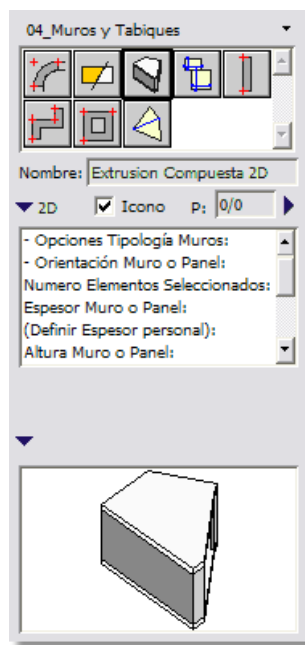 04_Muros y Tabiques
Nombre: Extrusion Compuesta 2D
2D Icono P: 0/0
- Opciones Tipología Muros:
- Orientación Muro o Panel:
Numero Elementos Seleccionados:
Espesor Muro o Panel:
(Definir Espesor personal):
Altura Muro o Panel: